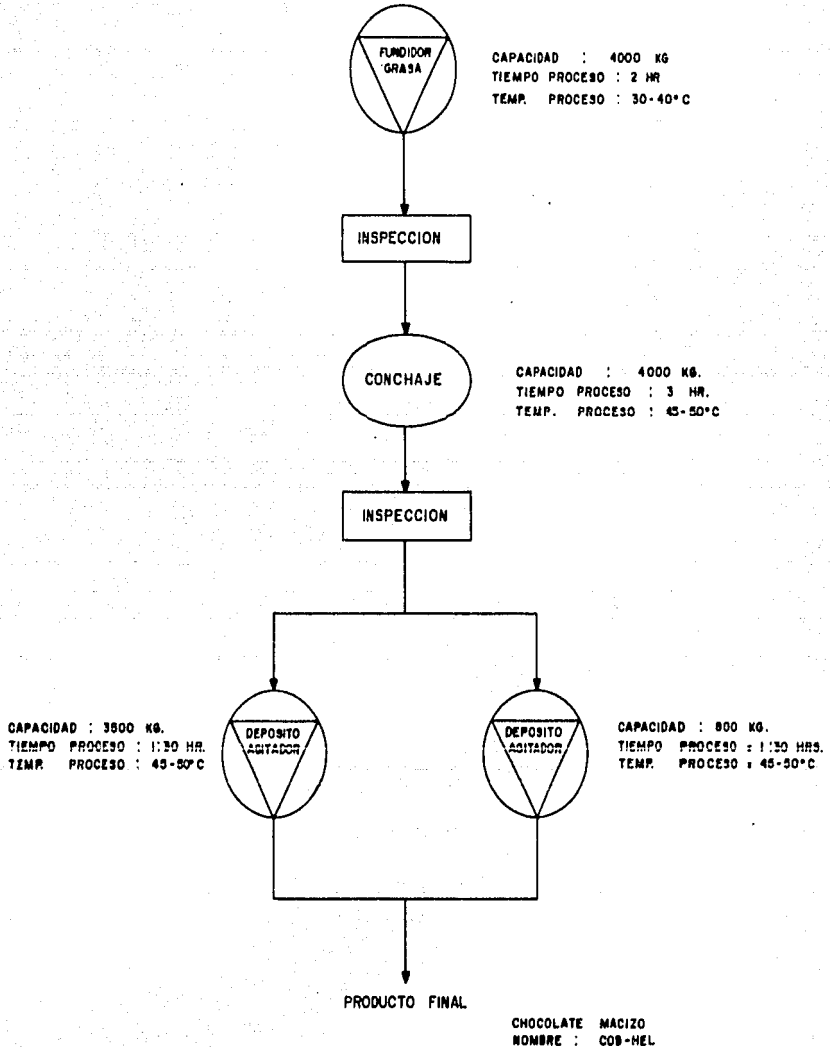 FUNDIDOR
GRASA
CAPACIDAD : 4000 KG
TIEMPO PROCESO : 2 HR
TEMP. PROCESO : 30-40°C
INSPECCION
CONCHAJE
CAPACIDAD : 4000 KG.
TIEMPO PROCESO : 3 HR.
TEMP. PROCESO : 45-50°C
INSPECCION
CAPACIDAD : 3500 KG.
TIEMPO PROCESO : 1:30 HR.
TEMP. PROCESO : 45-50°C
DEPOSITO
AGITADOR
DEPOSITO
AGITADOR
CAPACIDAD : 800 KG.
TIEMPO PROCESO : 1:30 HRS.
TEMP. PROCESO : 45-50°C
PRODUCTO FINAL
CHOCOLATE MACIZO
NOMBRE : COB-HEL